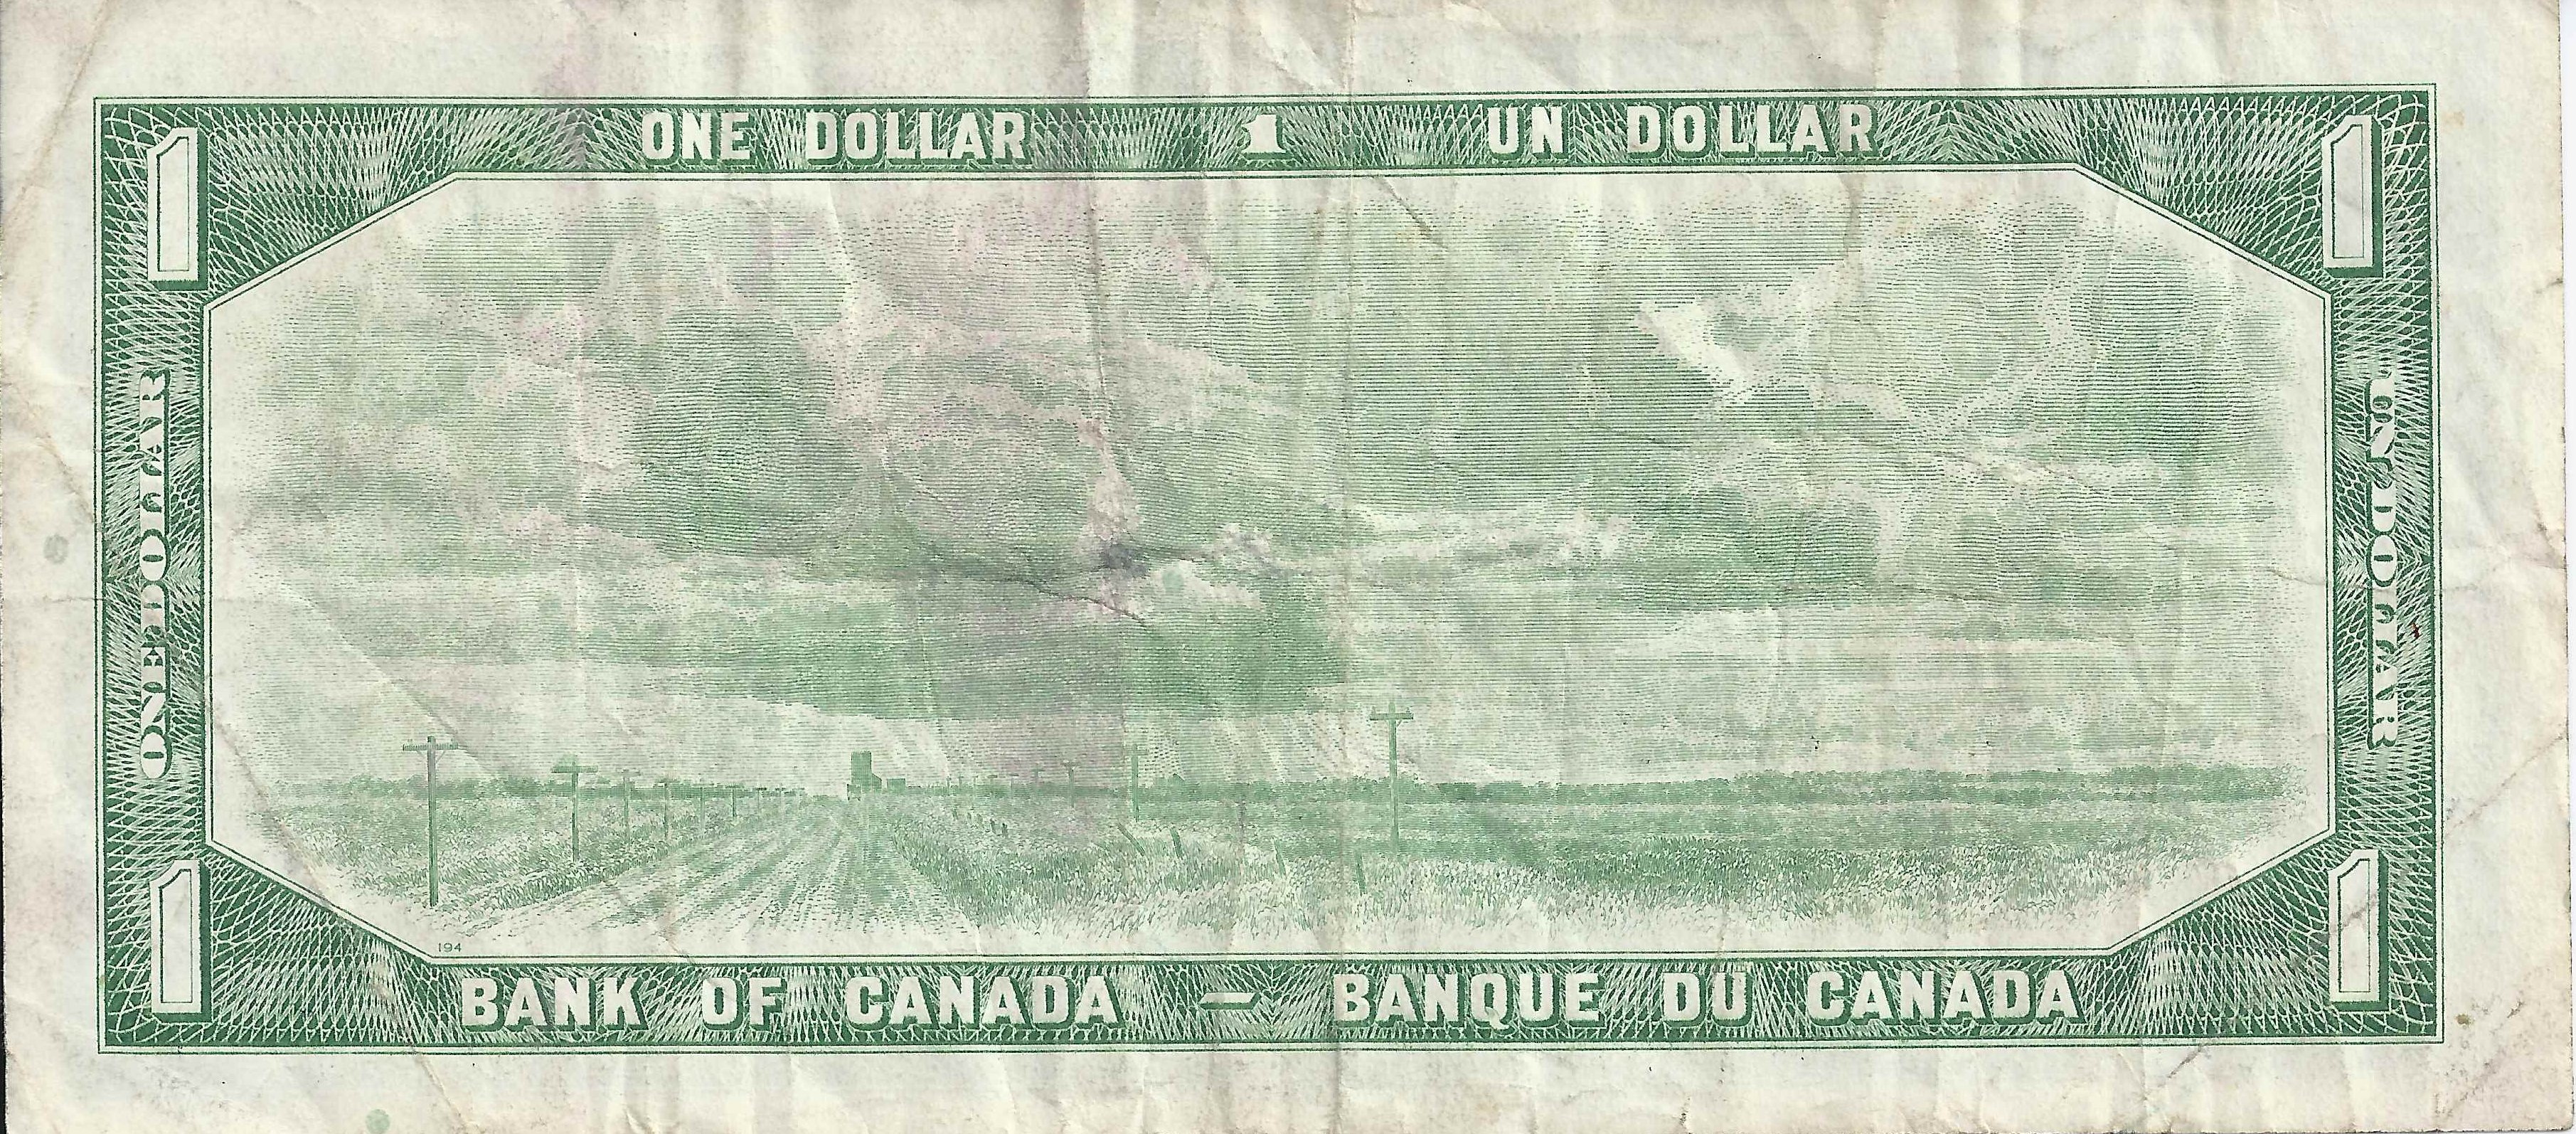 ONE DOLLAR 1 UN DOLLAR
1
1
ONE DOLLAR
UN DOLLAR
1
1
194
BANK OF CANADA — BANQUE DU CANADA